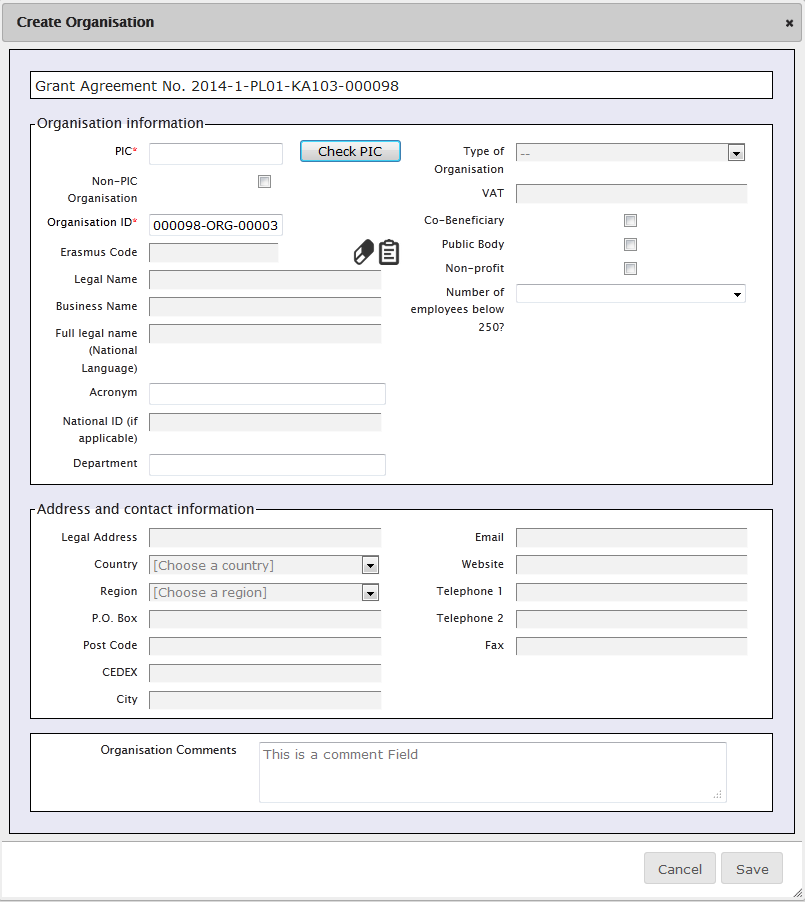 Create Organisation
Grant Agreement No. 2014-1-PL01-KA103-000098
Organisation information
PIC*
Check PIC
Non-PIC
Organisation
Organisation ID*
000098-ORG-00003
Erasmus Code
Legal Name
Business Name
Full legal name
(National
Language)
Acronym
National ID (if
applicable)
Department
Type of
Organisation
--
VAT
Co-Beneficiary
Public Body
Non-profit
Number of
employees below
250?
Address and contact information
Legal Address
Country
[Choose a country]
Region
[Choose a region]
P.O. Box
Post Code
CEDEX
City
Email
Website
Telephone 1
Telephone 2
Fax
Organisation Comments
This is a comment Field
Cancel
Save